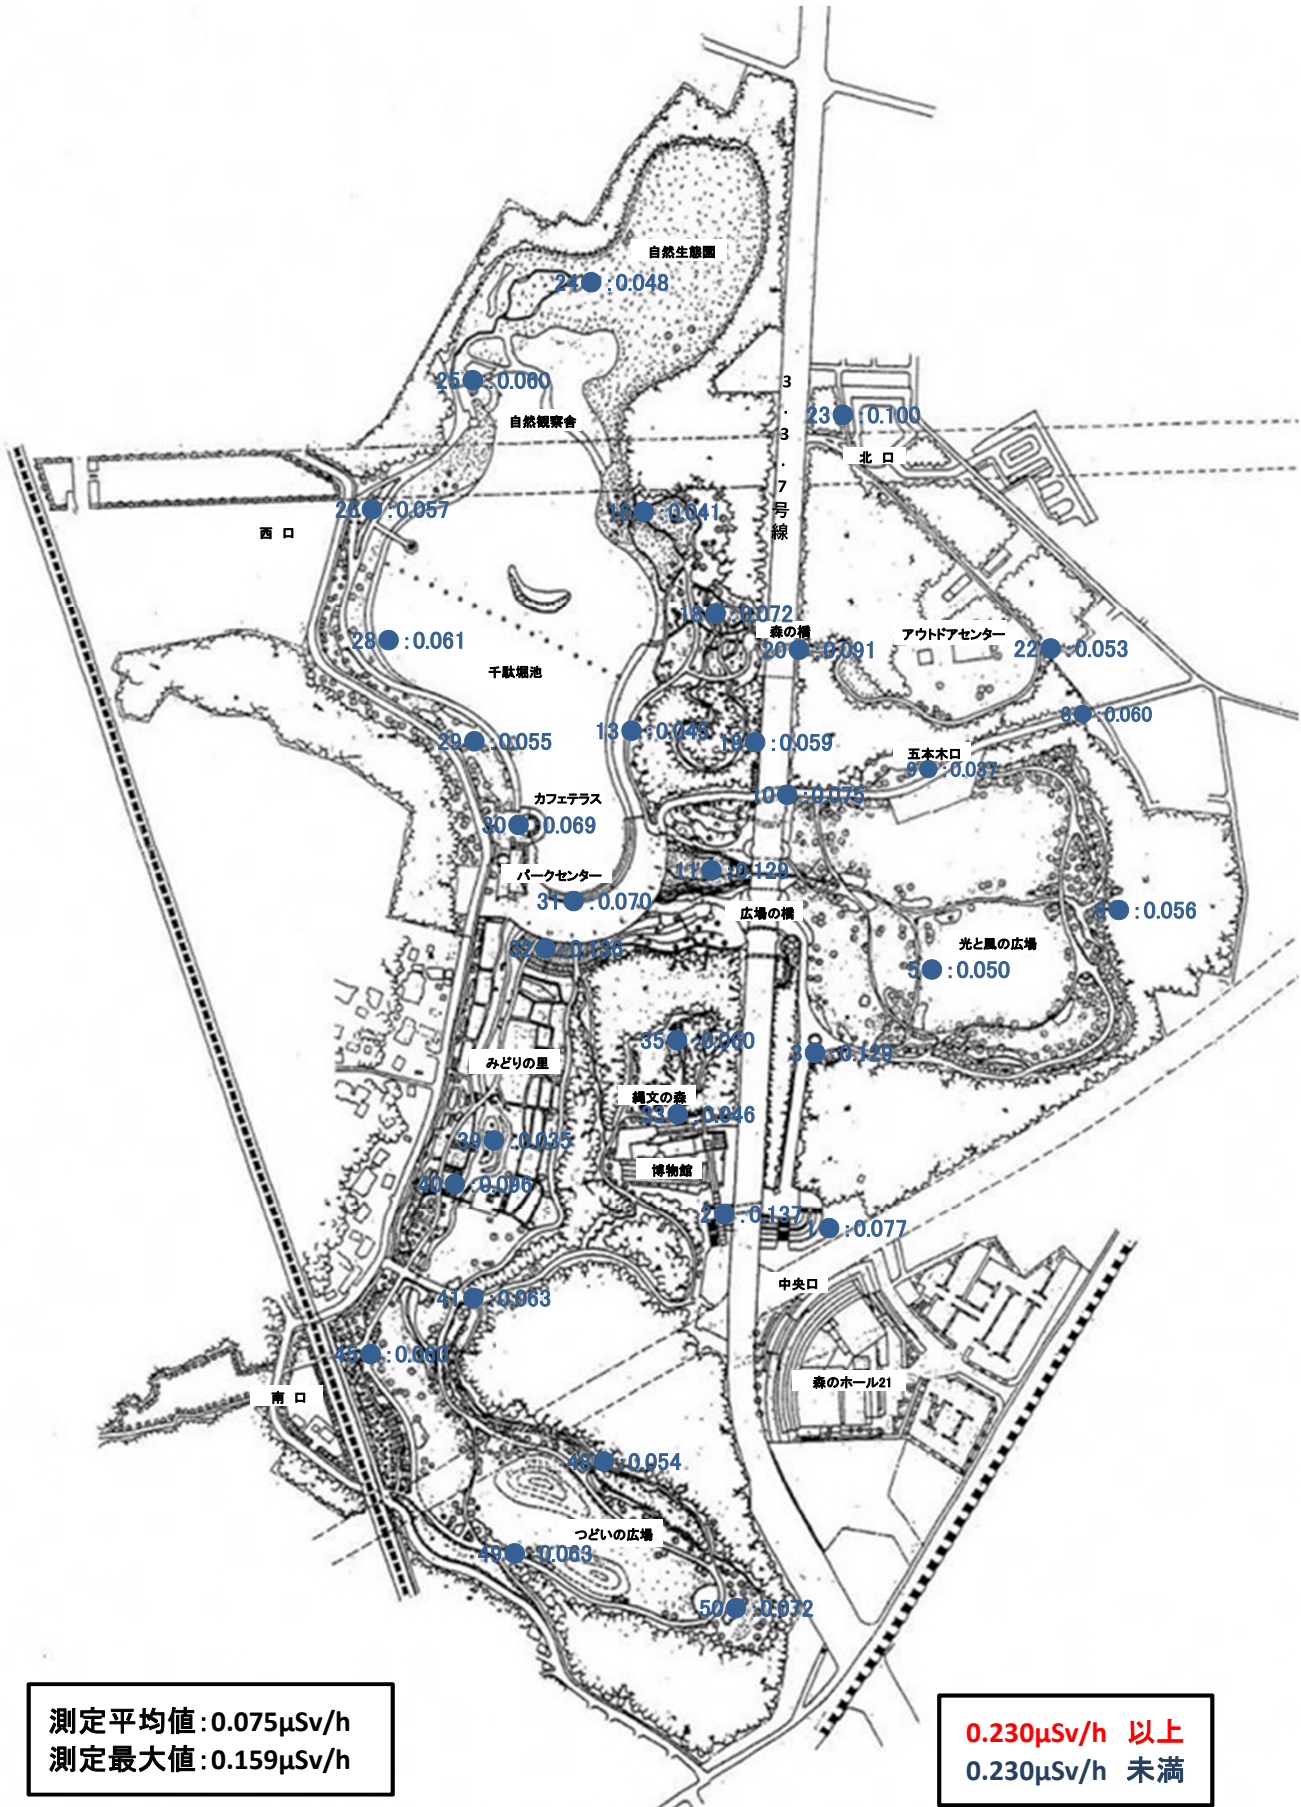 自然生態園
24 : 0.048
25 : 0.060
3・3・7号線
23 : 0.100
自然観察舎
北 口
26 : 0.057
16 : 0.041
西 口
18 : 0.072
森の橋
アウトドアセンター
28 : 0.061
20 : 0.091
22 : 0.053
千駄堀池
8 : 0.060
13 : 0.045
29 : 0.055
19 : 0.059
五本木口
9 : 0.037
カフェテラス
10 : 0.075
30 : 0.069
パークセンター
11 : 0.129
31 : 0.070
広場の橋
: 0.056
32 : 0.136
光と風の広場
5 : 0.050
35 : 0.060
3 : 0.129
みどりの里
縄文の森
33 : 0.046
39 : 0.035
博物館
40 : 0.096
2 : 0.137
1 : 0.077
中央口
41 : 0.063
45 : 0.060
森のホール21
南 口
48 : 0.054
つどいの広場
49 : 0.063
50 : 0.072
測定平均値：0.075μSv/h
測定最大値：0.159μSv/h
0.230μSv/h 以上
0.230μSv/h 未満